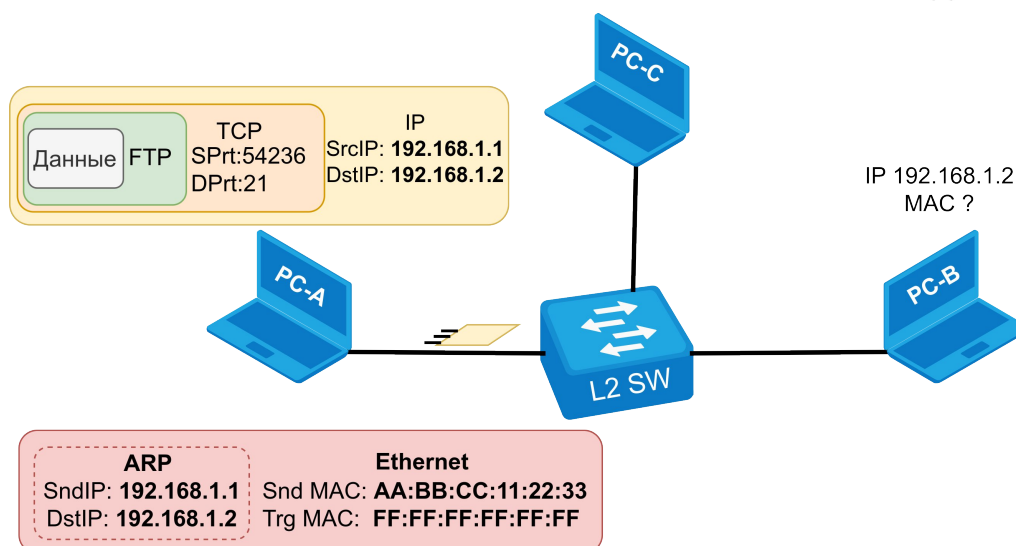 PC-C
Данные
FTP
TCP
SPrt:54236
DPrt:21
IP
SrcIP: 192.168.1.1
DstIP: 192.168.1.2
IP 192.168.1.2
MAC ?
PC-A
PC-B
L2 SW
ARP
SndIP: 192.168.1.1
DstIP: 192.168.1.2
Ethernet
Snd MAC: AA:BB:CC:11:22:33
Trg MAC: FF:FF:FF:FF:FF:FF